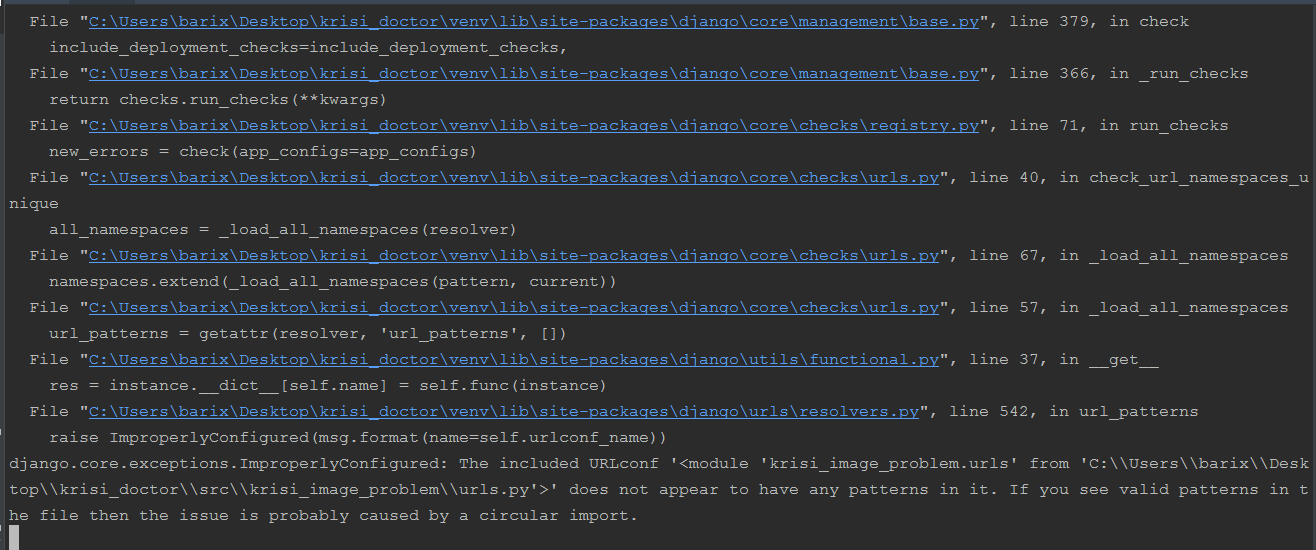 File "C:\Users\barix\Desktop\krisi_doctor\venv\lib\site-packages\django\core\management\base.py", line 379, in check
include_deployment_checks=include_deployment_checks,
File "C:\Users\barix\Desktop\krisi_doctor\venv\lib\site-packages\django\core\management\base.py", line 366, in _run_checks
return checks.run_checks(**kwargs)
File "C:\Users\barix\Desktop\krisi_doctor\venv\lib\site-packages\django\core\checks\registry.py", line 71, in run_checks
new_errors = check(app_configs=app_configs)
File "C:\Users\barix\Desktop\krisi_doctor\venv\lib\site-packages\django\core\checks\urls.py", line 40, in check_url_namespaces_u
nique
all_namespaces = _load_all_namespaces(resolver)
File "C:\Users\barix\Desktop\krisi_doctor\venv\lib\site-packages\django\core\checks\urls.py", line 67, in _load_all_namespaces
namespaces.extend(_load_all_namespaces(pattern, current))
File "C:\Users\barix\Desktop\krisi_doctor\venv\lib\site-packages\django\core\checks\urls.py", line 57, in _load_all_namespaces
url_patterns = getattr(resolver, 'url_patterns', [])
File "C:\Users\barix\Desktop\krisi_doctor\venv\lib\site-packages\django\utils\functional.py", line 37, in __get__
res = instance.__dict__[self.name] = self.func(instance)
File "C:\Users\barix\Desktop\krisi_doctor\venv\lib\site-packages\django\urls\resolvers.py", line 542, in url_patterns
raise ImproperlyConfigured(msg.format(name=self.urlconf_name))
django.core.exceptions.ImproperlyConfigured: The included URLconf '<module 'krisi_image_problem.urls' from 'C:\\Users\\barix\\Desk
top\\krisi_doctor\\src\\krisi_image_problem\\urls.py'>' does not appear to have any patterns in it. If you see valid patterns in t
he file then the issue is probably caused by a circular import.